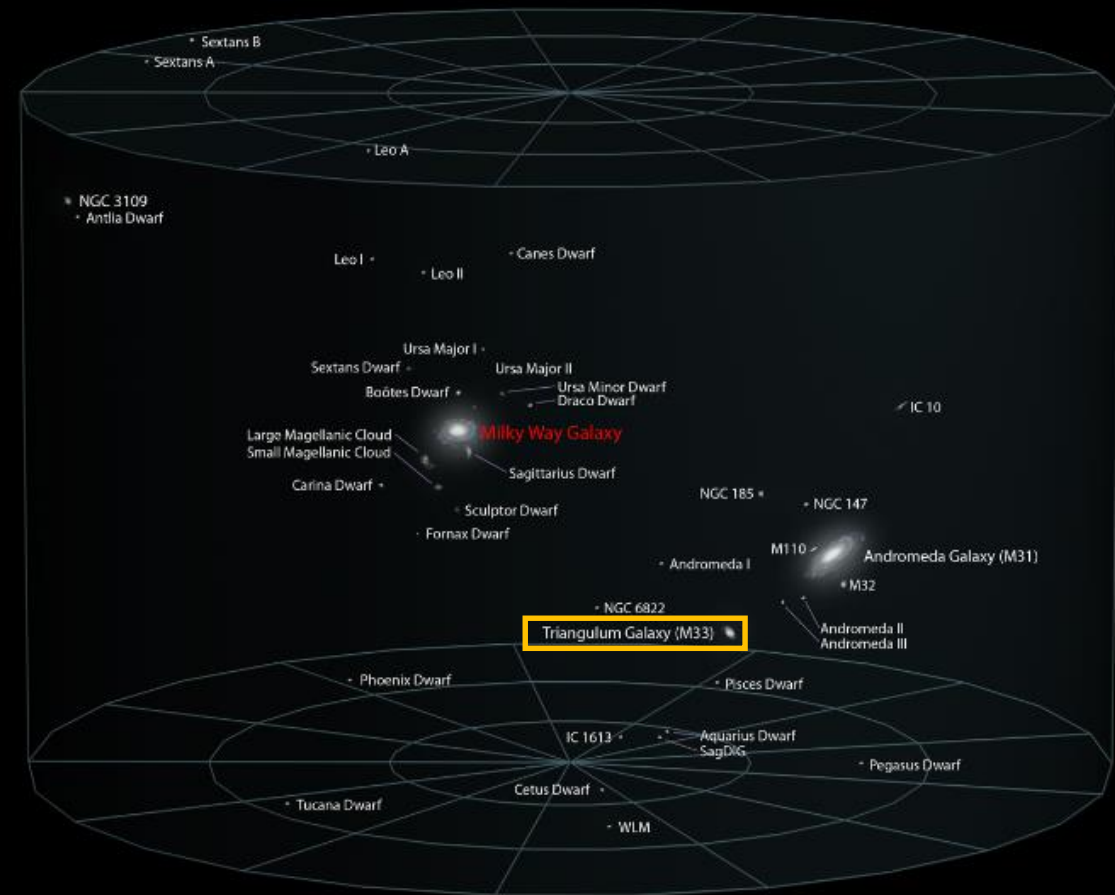 Sextans B
Sextans A
Leo A
NGC 3109
Antlia Dwarf
Canes Dwarf
Leo I
Leo II
Ursa Major I
Sextans Dwarf
Ursa Major II
Boötes Dwarf
Ursa Minor Dwarf
Draco Dwarf
IC 10
Milky Way Galaxy
Large Magellanic Cloud
Small Magellanic Cloud
Sagittarius Dwarf
Carina Dwarf
NGC 185
NGC 147
Sculptor Dwarf
Fornax Dwarf
M110
Andromeda Galaxy (M31)
Andromeda I
M32
NGC 6822
Triangulum Galaxy (M33)
Andromeda II
Andromeda III
Phoenix Dwarf
Pisces Dwarf
IC 1613
Aquarius Dwarf
SagDIG
Pegasus Dwarf
Cetus Dwarf
Tucana Dwarf
WLM